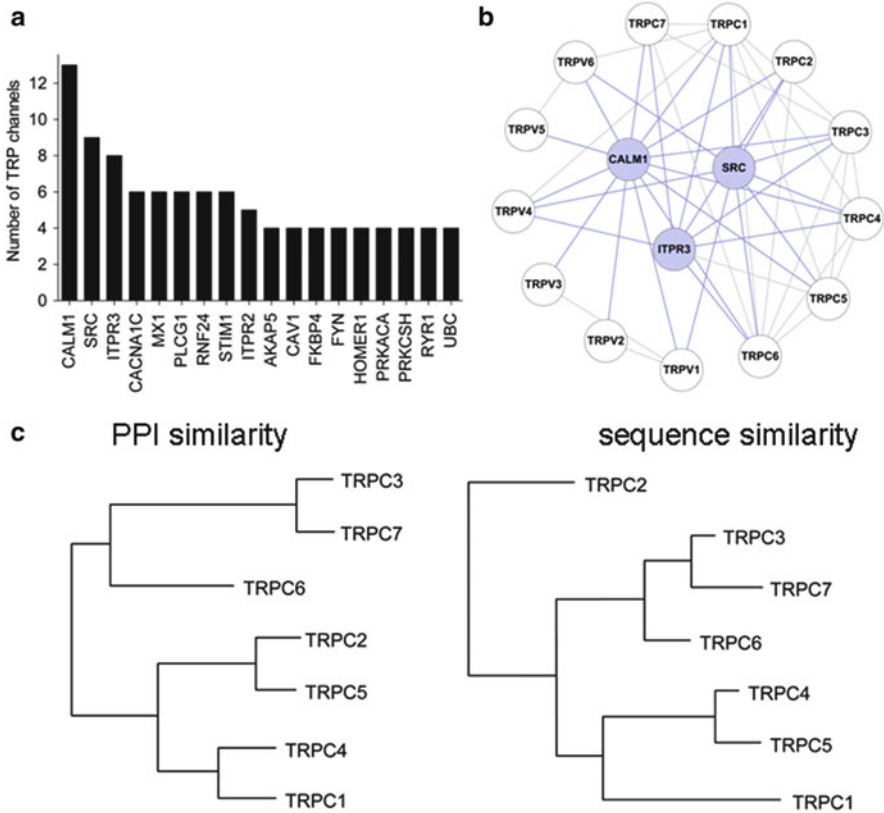 a
Number of TRP channels
12
10
8
6
4
2
0
CALM1
SRC
ITPR3
CACNA1C
MX1
PLCG1
RNF24
STIM1
ITPR2
AKAP5
CAV1
FKBP4
FYN
HOMER1
PRKACA
PRKCSH
RYR1
UBC
b
TRPC7
TRPC1
TRPV6
TRPC2
TRPV5
TRPC3
CALM1
SRC
TRPV4
TRPC4
ITPR3
TRPV3
TRPC5
TRPV2
TRPC6
TRPV1
c
PPI similarity
TRPC3
TRPC7
TRPC6
TRPC2
TRPC5
TRPC4
TRPC1
sequence similarity
TRPC2
TRPC3
TRPC7
TRPC6
TRPC4
TRPC5
TRPC1